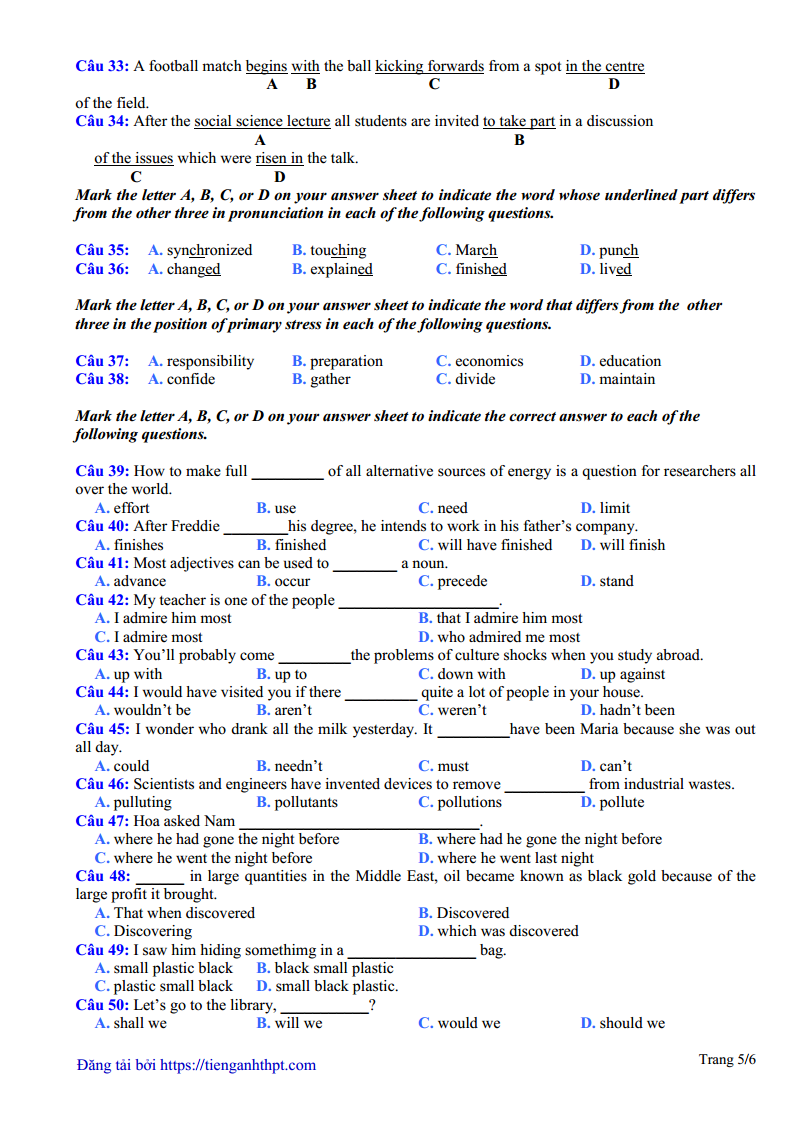 Câu 33: A football match begins with the ball kicking forwards from a spot in the centre
A B C D
of the field.
Câu 34: After the social science lecture all students are invited to take part in a discussion
A B
of the issues which were risen in the talk.
C D
Mark the letter A, B, C, or D on your answer sheet to indicate the word whose underlined part differs
from the other three in pronunciation in each of the following questions.
Câu 35: A. synchronized B. touching C. March D. punch
Câu 36: A. changed B. explained C. finished D. lived
Mark the letter A, B, C, or D on your answer sheet to indicate the word that differs from the other
three in the position of primary stress in each of the following questions.
Câu 37: A. responsibility B. preparation C. economics D. education
Câu 38: A. confide B. gather C. divide D. maintain
Mark the letter A, B, C, or D on your answer sheet to indicate the correct answer to each of the
following questions.
Câu 39: How to make full _________ of all alternative sources of energy is a question for researchers all
over the world.
A. effort B. use C. need D. limit
Câu 40: After Freddie ________his degree, he intends to work in his father’s company.
A. finishes B. finished C. will have finished D. will finish
Câu 41: Most adjectives can be used to ________ a noun.
A. advance B. occur C. precede D. stand
Câu 42: My teacher is one of the people ____________________.
A. I admire him most B. that I admire him most
C. I admire most D. who admired me most
Câu 43: You’ll probably come _________the problems of culture shocks when you study abroad.
A. up with B. up to C. down with D. up against
Câu 44: I would have visited you if there _________ quite a lot of people in your house.
A. wouldn’t be B. aren’t C. weren’t D. hadn’t been
Câu 45: I wonder who drank all the milk yesterday. It _________have been Maria because she was out
all day.
A. could B. needn’t C. must D. can’t
Câu 46: Scientists and engineers have invented devices to remove __________ from industrial wastes.
A. pulluting B. pollutants C. pollutions D. pollute
Câu 47: Hoa asked Nam ______________________________.
A. where he had gone the night before B. where had he gone the night before
C. where he went the night before D. where he went last night
Câu 48: ______ in large quantities in the Middle East, oil became known as black gold because of the
large profit it brought.
A. That when discovered B. Discovered
C. Discovering D. which was discovered
Câu 49: I saw him hiding somethimg in a ________________ bag.
A. small plastic black B. black small plastic
C. plastic small black D. small black plastic.
Câu 50: Let’s go to the library, ___________?
A. shall we B. will we C. would we D. should we
Đăng tải bởi https://tienganhthpt.com
Trang 5/6